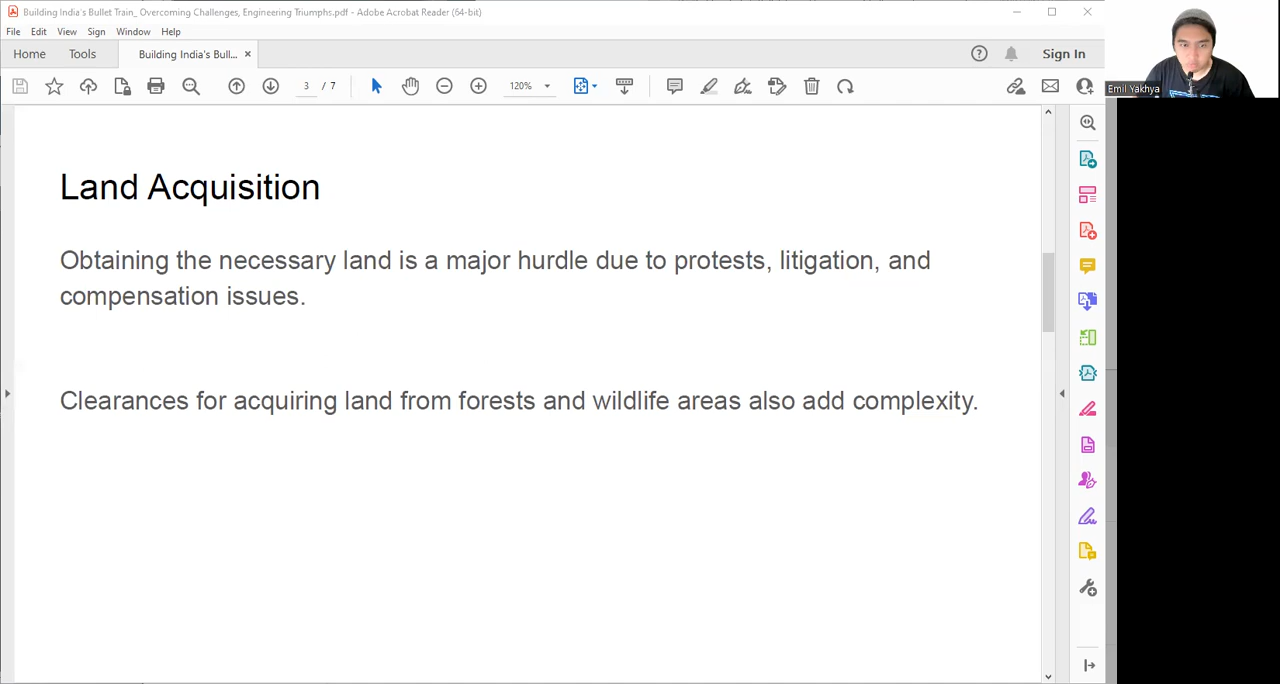 Building India's Bullet Train_ Overcoming Challenges, Engineering Triumphs.pdf - Adobe Acrobat Reader (64-bit)
File Edit View Sign Window Help
Home Tools Building India's Bull... × Sign In
3 / 7 120%
Emil Yakhya
Land Acquisition
Obtaining the necessary land is a major hurdle due to protests, litigation, and
compensation issues.
Clearances for acquiring land from forests and wildlife areas also add complexity.